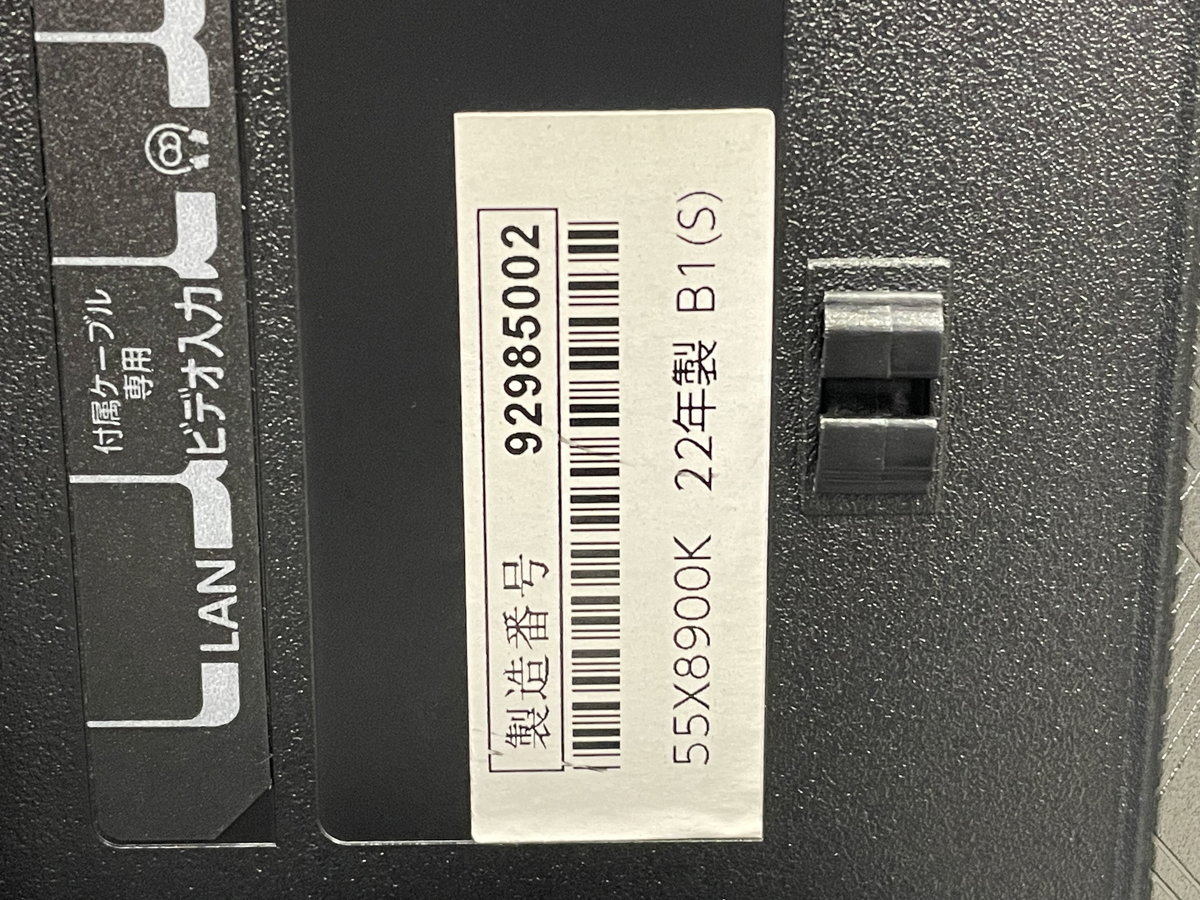 付属ケーブル
専用
ビデオ入力
LAN
製造番号 92985002
55X8900K 22年製 B1(S)